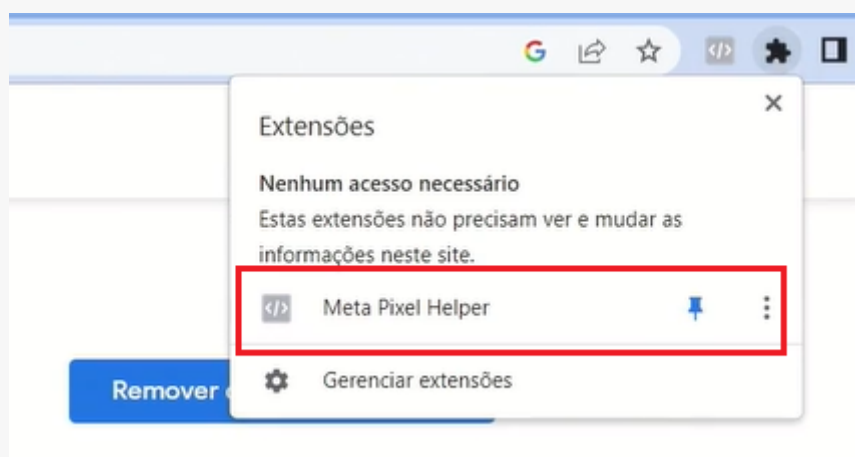 Extensões
Nenhum acesso necessário
Estas extensões não precisam ver e mudar as
informações neste site.
</> Meta Pixel Helper
Gerenciar extensões
Remover